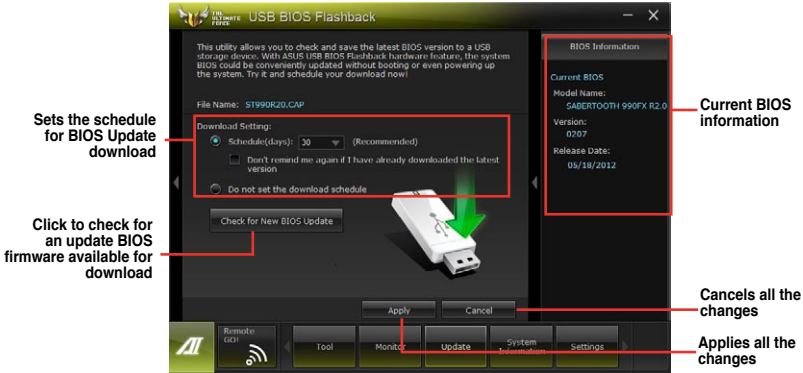 THE
ULTIMATE
FORCE
USB BIOS Flashback
This utility allows you to check and save the latest BIOS version to a USB
storage device. With ASUS USB BIOS Flashback hardware feature, the system
BIOS could be conveniently updated without booting or even powering up
the system. Try it and schedule your download now!
File Name: ST990R20.CAP
Download Setting:
Schedule(days): 30 (Recommended)
Don't remind me again if I have already downloaded the latest
version
Do not set the download schedule
Check for New BIOS Update
Apply
Cancel
BIOS Information
Current BIOS
Model Name:
SABERTOOTH 990FX R2.0
Version:
0207
Release Date:
05/18/2012
Remote
GO!
Tool
Monitor
Update
System
Information
Settings
Sets the schedule
for BIOS Update
download
Click to check for
an update BIOS
firmware available for
download
Current BIOS
information
Cancels all the
changes
Applies all the
changes